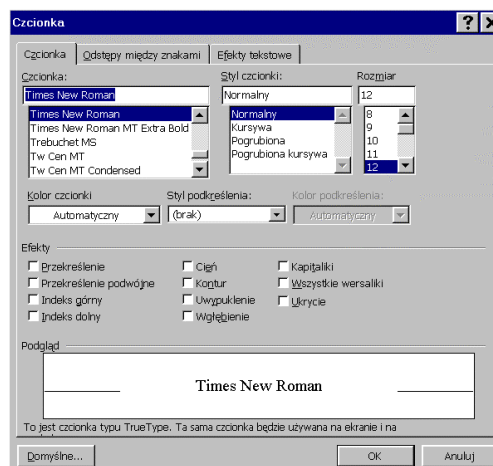 Czcionka
Czcionka Odstępy między znakami Efekty tekstowe
Czcionka: Styl czcionki: Rozmiar
Times New Roman Normalny 12
Times New Roman Normalny 8
Times New Roman MT Extra Bold Kursywa 9
Trebuchet MS Pogrubiona 10
Tw Cen MT Pogrubiona kursywa 11
Tw Cen MT Condensed 12
Kolor czcionki Styl podkreślenia: Kolor podkreślenia:
Automatyczny (brak) Automatyczny
Efekty
Przekreślenie Cień Kapitaliki
Przekreślenie podwójne Kontur Wszystkie wersaliki
Indeks górny Uwypuklenie Ukrycie
Indeks dolny Wgłębienie
Podgląd
Times New Roman
To jest czcionka typu TrueType. Ta sama czcionka będzie używana na ekranie i na
Domyślne... OK Anuluj